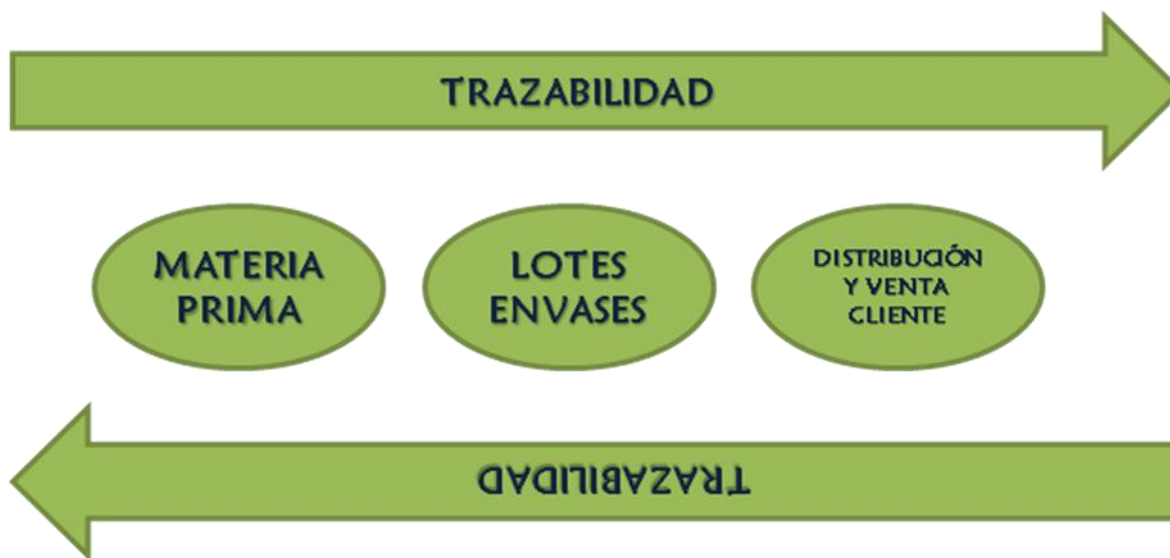 TRAZABILIDAD
MATERIA
PRIMA
LOTES
ENVASES
DISTRIBUCIÓN
Y VENTA
CLIENTE
TRAZABILIDAD